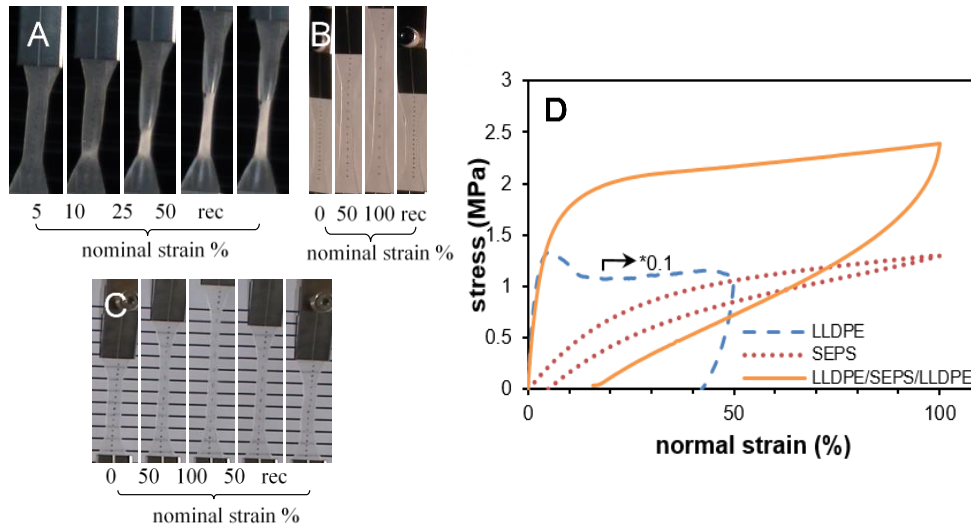 A
5 10 25 50 rec
nominal strain %
B
0 50 100 rec
nominal strain %
C
0 50 100 50 rec
nominal strain %
D
stress (MPa)
3
2.5
2
1.5
1
0.5
0
*0.1
LLDPE
SEPS
LLDPE/SEPS/LLDPE
0 50 100
normal strain (%)